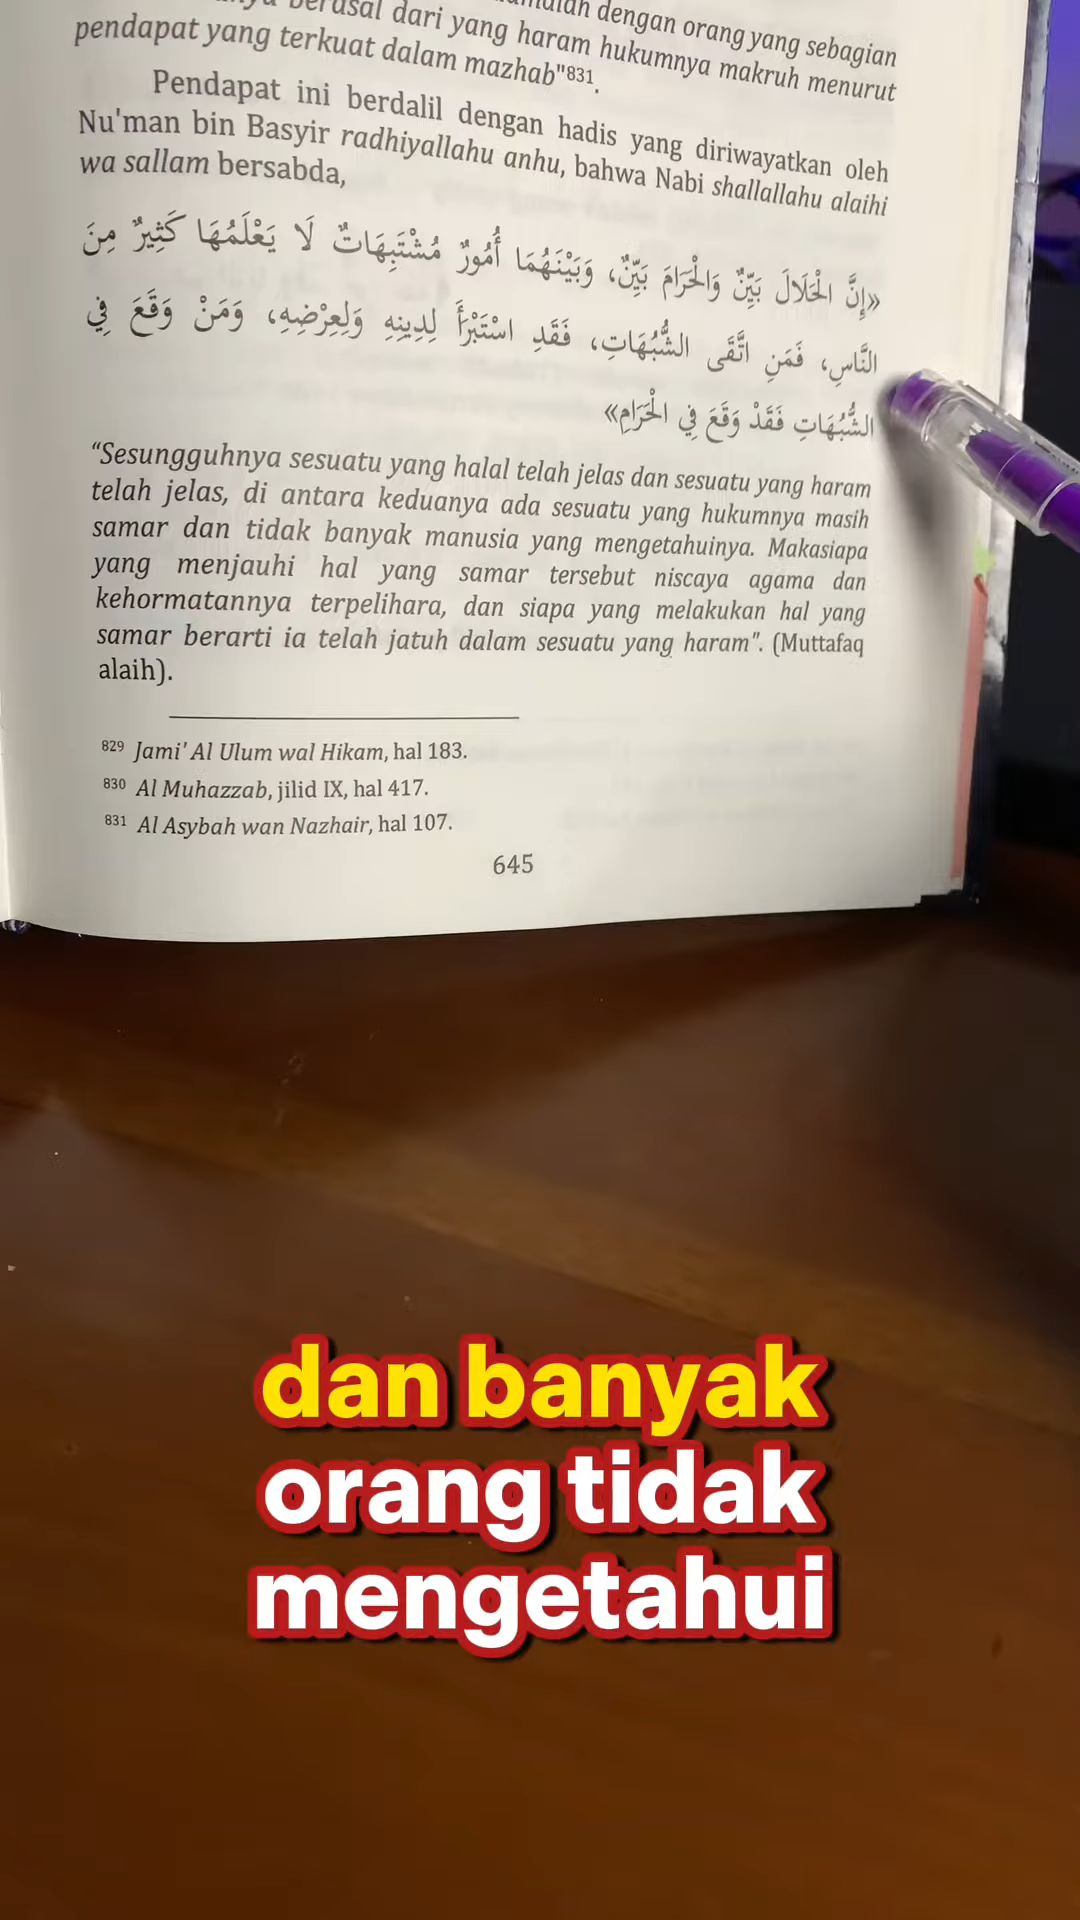 berasal dari yang haram hukumnya makruh menurut
dengan orang yang sebagian
pendapat yang terkuat dalam mazhab"831.
Pendapat ini berdalil dengan hadis yang diriwayatkan oleh
Nu'man bin Basyir radhiyallahu anhu, bahwa Nabi shallallahu alaihi
wa sallam bersabda,
«إِنَّ الْحَلَالَ بَيِّنٌ وَالْحَرَامَ بَيِّنٌ، وَبَيْنَهُمَا أُمُورٌ مُشْتَبِهَاتٌ لَا يَعْلَمُهَا كَثِيرٌ مِنَ
النَّاسِ، فَمَنِ اتَّقَى الشُّبُهَاتِ، فَقَدِ اسْتَبْرَأَ لِدِينِهِ وَلِعِرْضِهِ، وَمَنْ وَقَعَ فِي
الشُّبُهَاتِ فَقَدْ وَقَعَ فِي الْحَرَامِ»
“Sesungguhnya sesuatu yang halal telah jelas dan sesuatu yang haram
telah jelas, di antara keduanya ada sesuatu yang hukumnya masih
samar dan tidak banyak manusia yang mengetahuinya. Makasiapa
yang menjauhi hal yang samar tersebut niscaya agama dan
kehormatannya terpelihara, dan siapa yang melakukan hal yang
samar berarti ia telah jatuh dalam sesuatu yang haram". (Muttafaq
alaih).
829 Jami' Al Ulum wal Hikam, hal 183.
830 Al Muhazzab, jilid IX, hal 417.
831 Al Asybah wan Nazhair, hal 107.
645
dan banyak
orang tidak
mengetahui